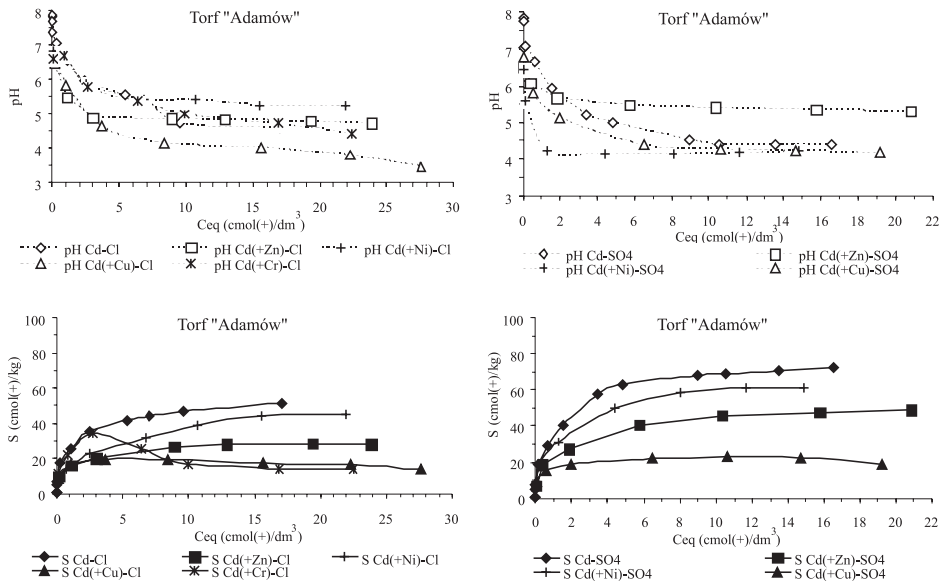 Torf "Adamów"
8
7
6
5
4
3
pH
0 5 10 15 20 25 30
Ceq (cmol(+)/dm³)
pH Cd-Cl pH Cd(+Zn)-Cl pH Cd(+Ni)-Cl
pH Cd(+Cu)-Cl pH Cd(+Cr)-Cl
Torf "Adamów"
8
7
6
5
4
3
pH
0 2 4 6 8 10 12 14 16 18 20 22
Ceq (cmol(+)/dm³)
pH Cd-SO4 pH Cd(+Zn)-SO4
pH Cd(+Ni)-SO4 pH Cd(+Cu)-SO4
Torf "Adamów"
100
80
60
40
20
0
S (cmol(+)/kg)
0 5 10 15 20 25 30
Ceq (cmol(+)/dm³)
S Cd-Cl S Cd(+Zn)-Cl S Cd(+Ni)-Cl
S Cd(+Cu)-Cl S Cd(+Cr)-Cl
Torf "Adamów"
100
80
60
40
20
0
S (cmol(+)/kg)
0 2 4 6 8 10 12 14 16 18 20 22
Ceq (cmol(+)/dm³)
S Cd-SO4 S Cd(+Zn)-SO4
S Cd(+Ni)-SO4 S Cd(+Cu)-SO4